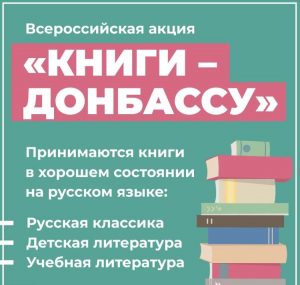 Всероссийская акция
«КНИГИ –
ДОНБАССУ»
Принимаются книги
в хорошем состоянии
на русском языке:
Русская классика
Детская литература
Учебная литература